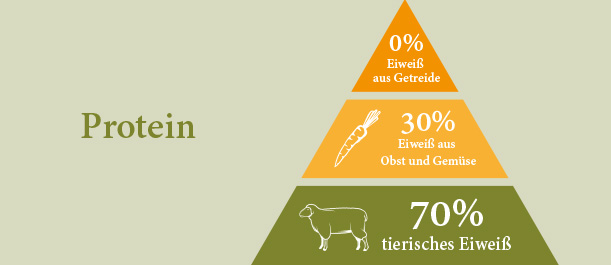 Protein
0%
Eiweiß
aus Getreide
30%
Eiweiß aus
Obst und Gemüse
70%
tierisches Eiweiß